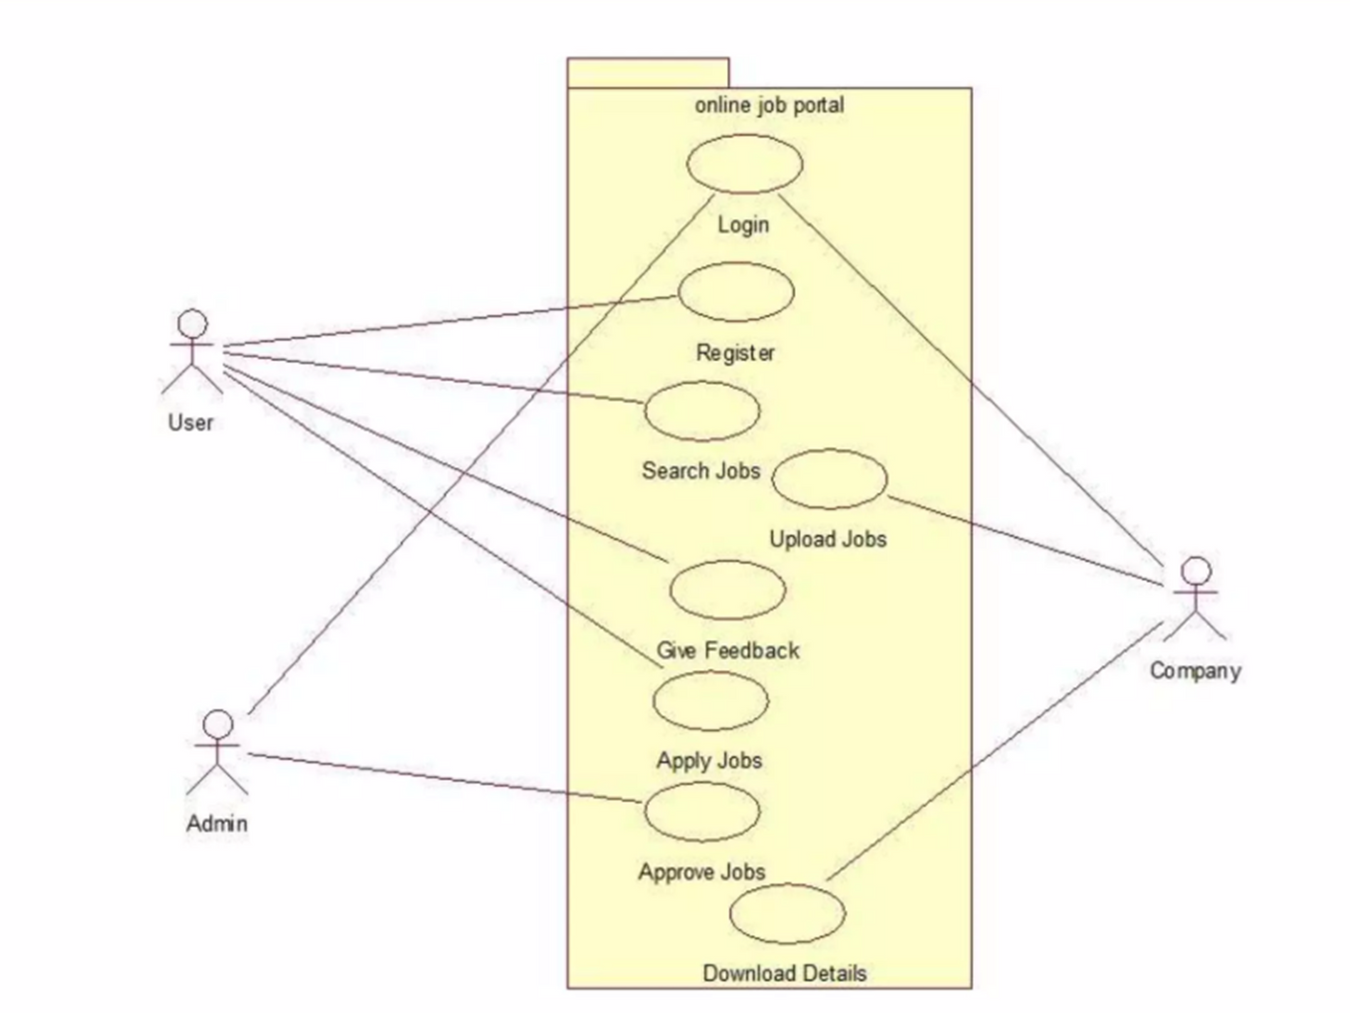 online job portal
Login
Register
User
Search Jobs
Upload Jobs
Give Feedback
Company
Apply Jobs
Admin
Approve Jobs
Download Details